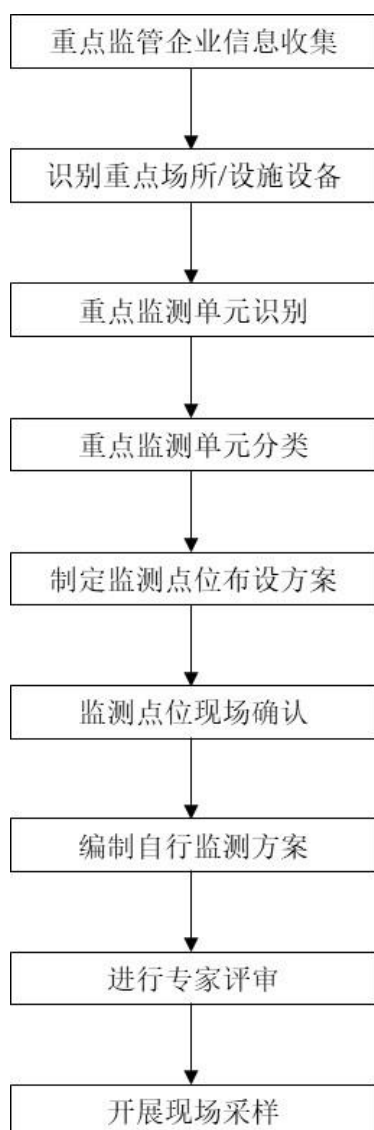 重点监管企业信息收集
识别重点场所/设施设备
重点监测单元识别
重点监测单元分类
制定监测点位布设方案
监测点位现场确认
编制自行监测方案
进行专家评审
开展现场采样